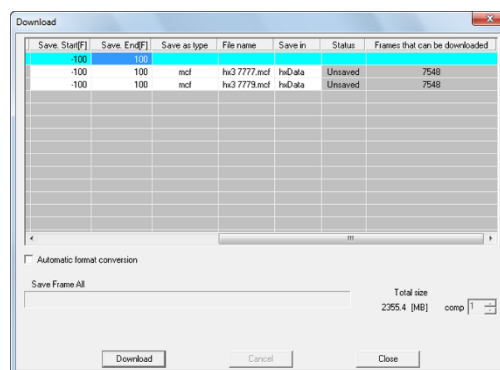 Download
Save. Start[F] Save. End[F] Save as type File name Save in Status Frames that can be downloaded
-100 100
-100 100 mcf hx3 7777.mcf hxData Unsaved 7548
-100 100 mcf hx3 7779.mcf hxData Unsaved 7548
Automatic format conversion
Save Frame All
Total size
2355.4 [MB] comp 1
Download Cancel Close